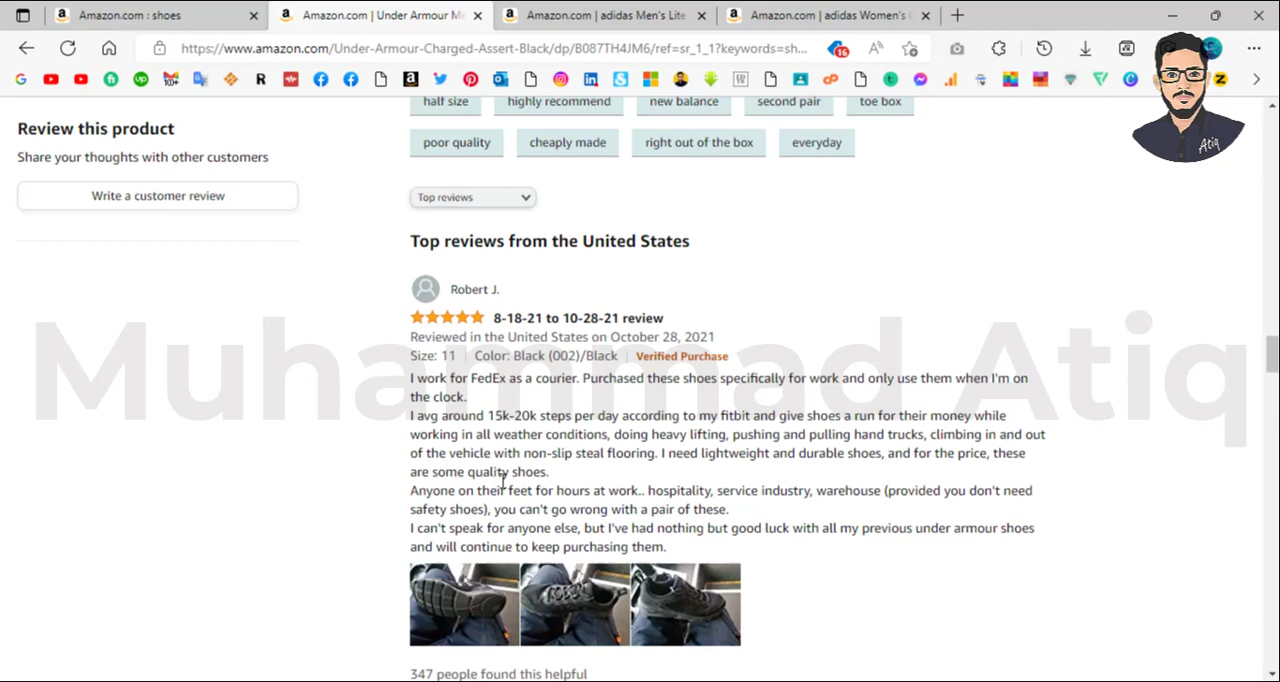 Amazon.com : shoes
Amazon.com | Under Armour Me
Amazon.com | adidas Men's Lite
Amazon.com | adidas Women's
https://www.amazon.com/Under-Armour-Charged-Assert-Black/dp/B087TH4JM6/ref=sr_1_1?keywords=sh...
16
half size
highly recommend
new balance
second pair
toe box
Review this product
Share your thoughts with other customers
poor quality
cheaply made
right out of the box
everyday
Atiq
Write a customer review
Top reviews
Top reviews from the United States
Robert J.
8-18-21 to 10-28-21 review
Reviewed in the United States on October 28, 2021
Size: 11 | Color: Black (002)/Black | Verified Purchase
I work for FedEx as a courier. Purchased these shoes specifically for work and only use them when I'm on
the clock.
I avg around 15k-20k steps per day according to my fitbit and give shoes a run for their money while
working in all weather conditions, doing heavy lifting, pushing and pulling hand trucks, climbing in and out
of the vehicle with non-slip steal flooring. I need lightweight and durable shoes, and for the price, these
are some quality shoes.
Anyone on their feet for hours at work.. hospitality, service industry, warehouse (provided you don't need
safety shoes), you can't go wrong with a pair of these.
I can't speak for anyone else, but I've had nothing but good luck with all my previous under armour shoes
and will continue to keep purchasing them.
347 people found this helpful
Muhammad Atiq